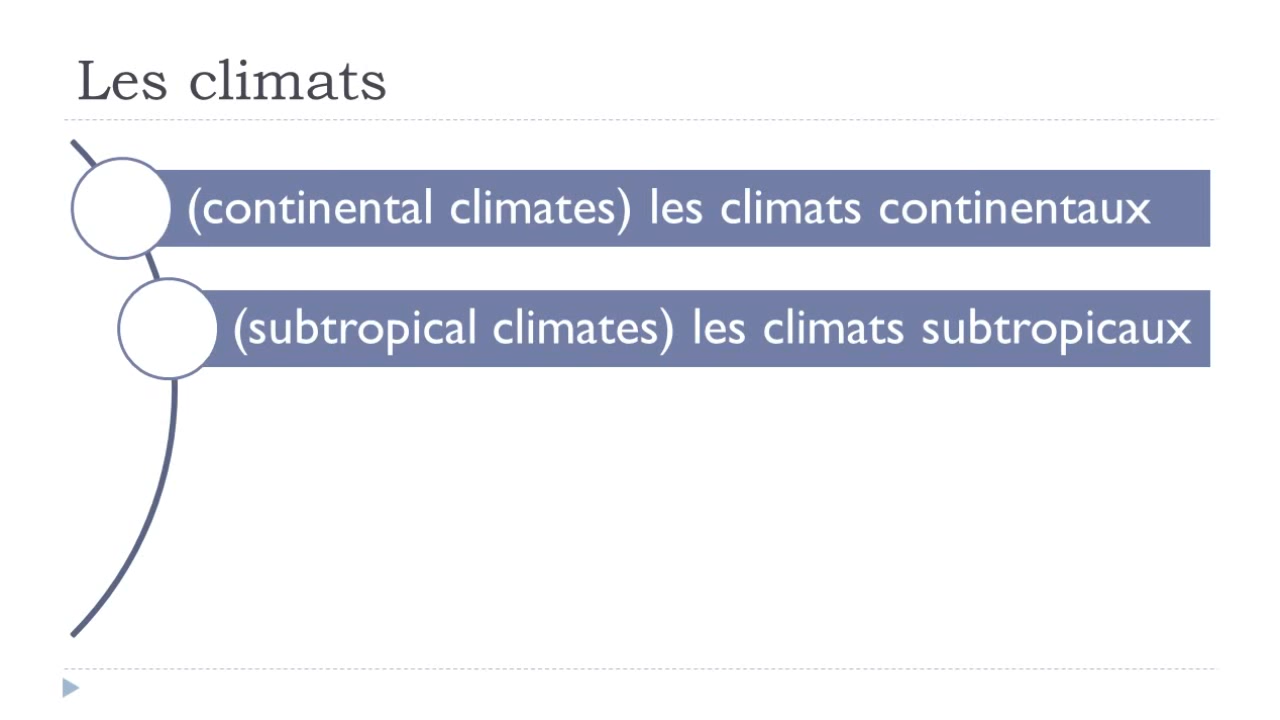 Les climats
(continental climates) les climats continentaux
(subtropical climates) les climats subtropicaux